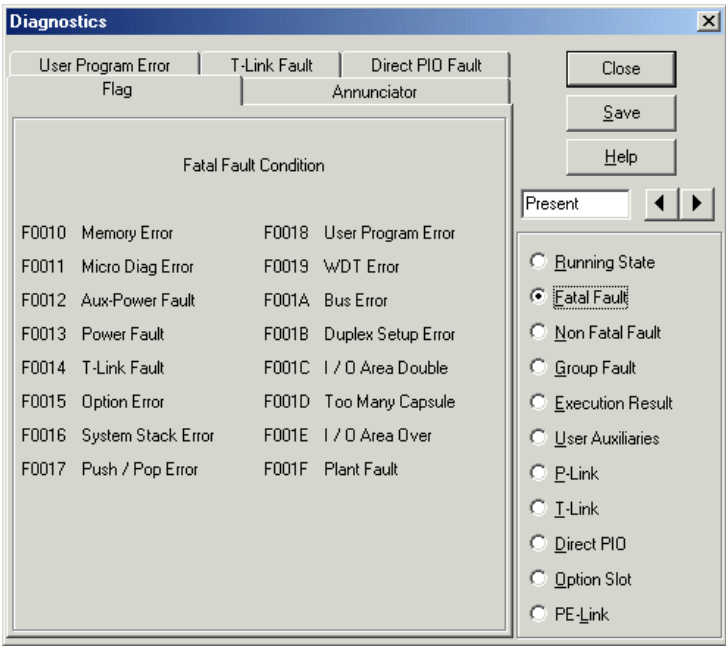 Diagnostics
User Program Error
T-Link Fault
Direct PIO Fault
Flag
Annunciator
Fatal Fault Condition
F0010 Memory Error
F0011 Micro Diag Error
F0012 Aux-Power Fault
F0013 Power Fault
F0014 T-Link Fault
F0015 Option Error
F0016 System Stack Error
F0017 Push / Pop Error
F0018 User Program Error
F0019 WDT Error
F001A Bus Error
F001B Duplex Setup Error
F001C I / O Area Double
F001D Too Many Capsule
F001E I / O Area Over
F001F Plant Fault
Close
Save
Help
Present
Running State
Fatal Fault
Non Fatal Fault
Group Fault
Execution Result
User Auxiliaries
P-Link
T-Link
Direct PIO
Option Slot
PE-Link